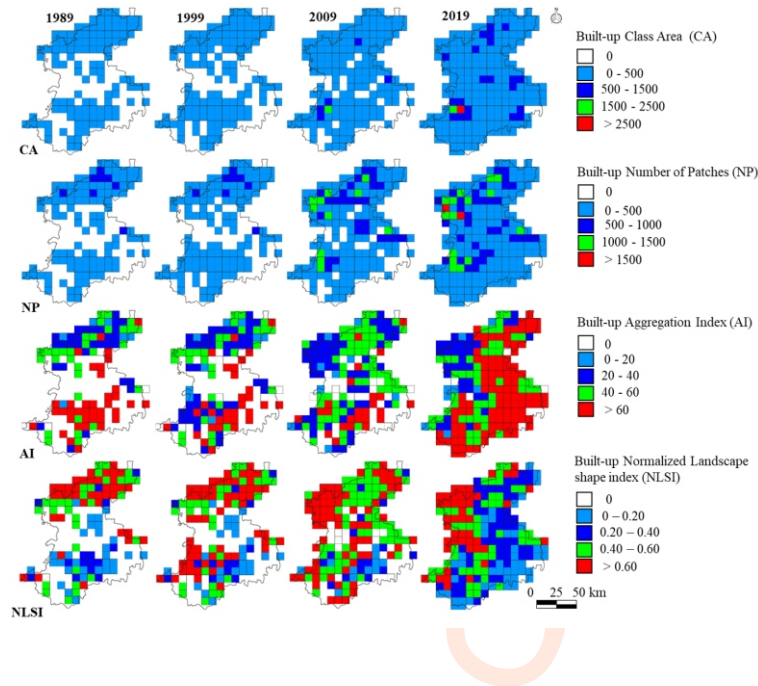 1989
1999
2009
2019
N
Built-up Class Area (CA)
0
0 - 500
500 - 1500
1500 - 2500
> 2500
CA
Built-up Number of Patches (NP)
0
0 - 500
500 - 1000
1000 - 1500
> 1500
NP
Built-up Aggregation Index (AI)
0
0 - 20
20 - 40
40 - 60
> 60
AI
Built-up Normalized Landscape
shape index (NLSI)
0
0 – 0.20
0.20 – 0.40
0.40 – 0.60
> 0.60
NLSI
0 25 50 km